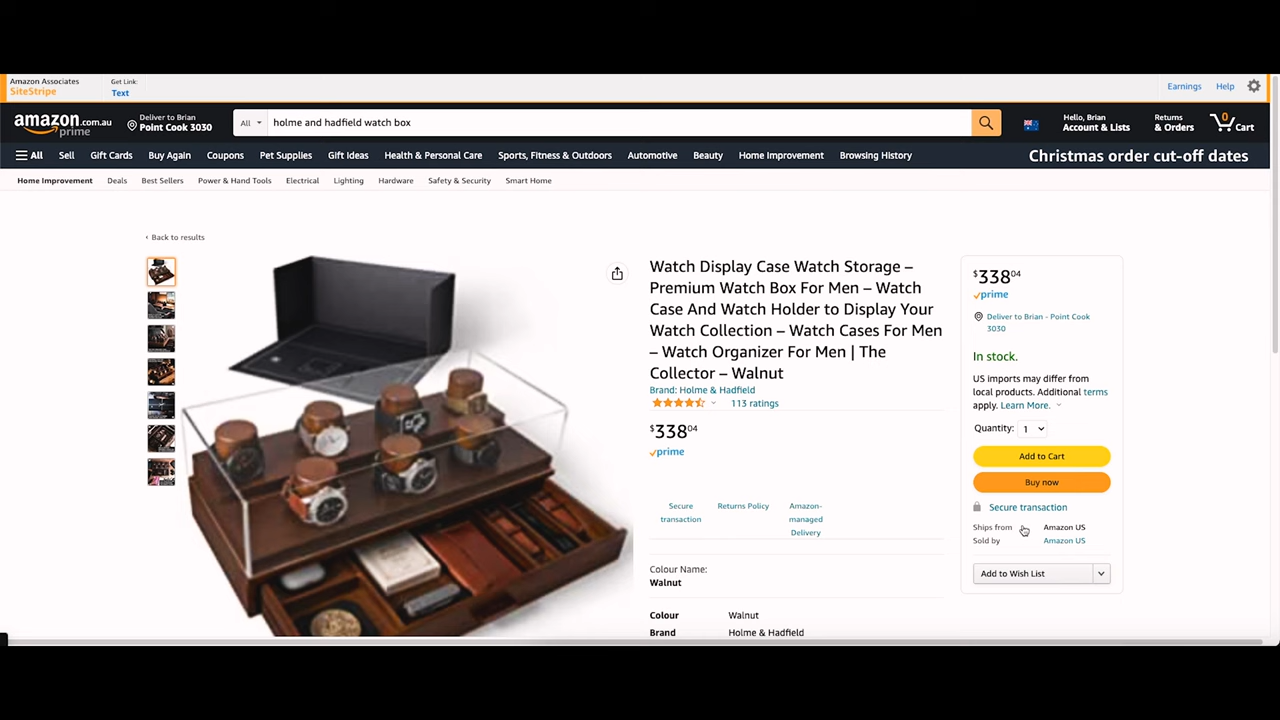 Amazon Associates
SiteStripe
Get Link:
Text
Earnings
Help
amazon.com.au
prime
Deliver to Brian
Point Cook 3030
All
holme and hadfield watch box
Hello, Brian
Account & Lists
Returns
& Orders
0
Cart
All
Sell
Gift Cards
Buy Again
Coupons
Pet Supplies
Gift Ideas
Health & Personal Care
Sports, Fitness & Outdoors
Automotive
Beauty
Home Improvement
Browsing History
Christmas order cut-off dates
Home Improvement
Deals
Best Sellers
Power & Hand Tools
Electrical
Lighting
Hardware
Safety & Security
Smart Home
‹ Back to results
Watch Display Case Watch Storage –
Premium Watch Box For Men – Watch
Case And Watch Holder to Display Your
Watch Collection – Watch Cases For Men
– Watch Organizer For Men | The
Collector – Walnut
Brand: Holme & Hadfield
113 ratings
$338 04
prime
Secure
transaction
Returns Policy
Amazon-
managed
Delivery
Colour Name:
Walnut
Colour Walnut
Brand Holme & Hadfield
$338 04
prime
Deliver to Brian - Point Cook
3030
In stock.
US imports may differ from
local products. Additional terms
apply. Learn More.
Quantity: 1
Add to Cart
Buy now
Secure transaction
Ships from Amazon US
Sold by Amazon US
Add to Wish List